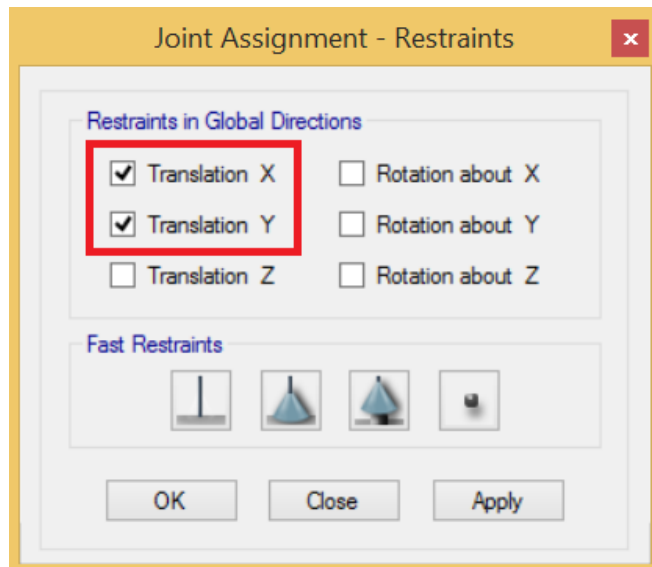 Joint Assignment - Restraints
x
Restraints in Global Directions
Translation X
Rotation about X
Translation Y
Rotation about Y
Translation Z
Rotation about Z
Fast Restraints
OK
Close
Apply